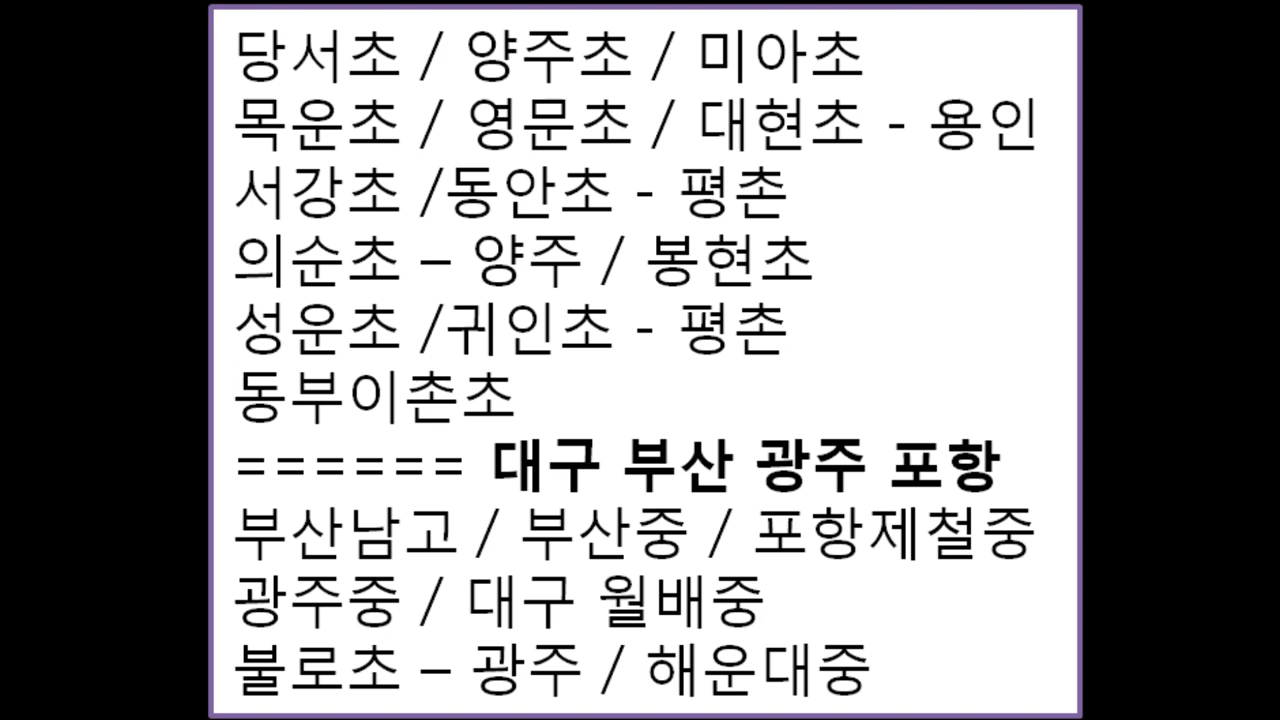 당서초 / 양주초 / 미아초
목운초 / 영문초 / 대현초 - 용인
서강초 /동안초 - 평촌
의순초 – 양주 / 봉현초
성운초 /귀인초 - 평촌
동부이촌초
====== 대구 부산 광주 포항
부산남고 / 부산중 / 포항제철중
광주중 / 대구 월배중
불로초 – 광주 / 해운대중